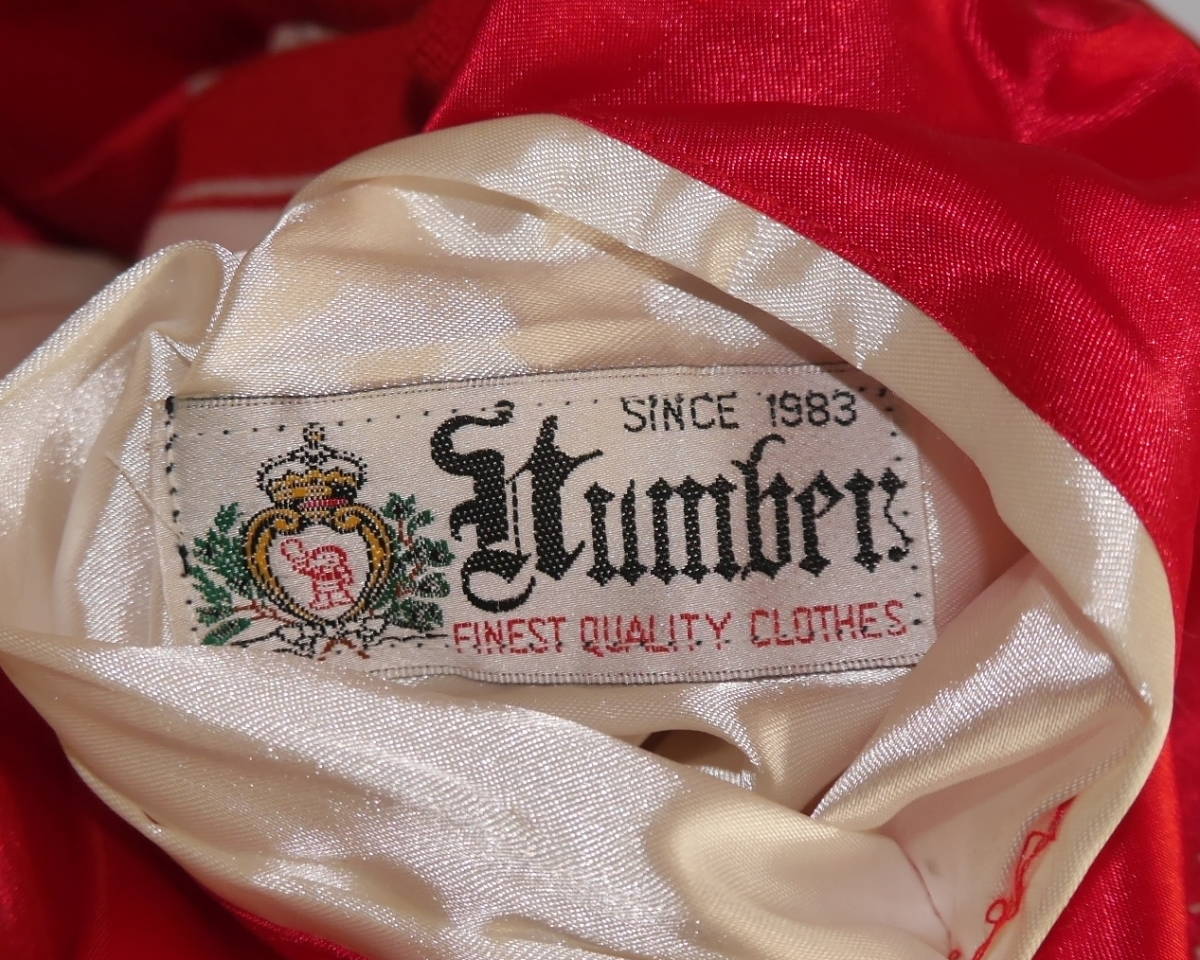 SINCE 1983
Numbers
FINEST QUALITY CLOTHES